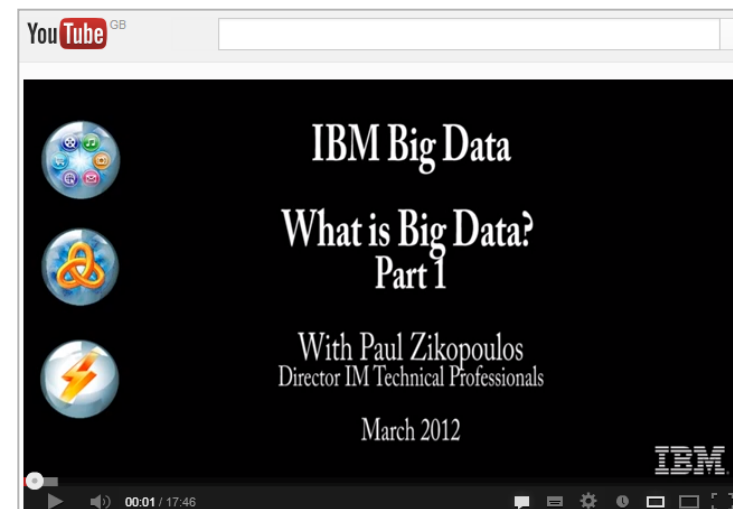 YouTube GB
IBM Big Data
What is Big Data?
Part 1
With Paul Zikopoulos
Director IM Technical Professionals
March 2012
IBM.
00:01 / 17:46